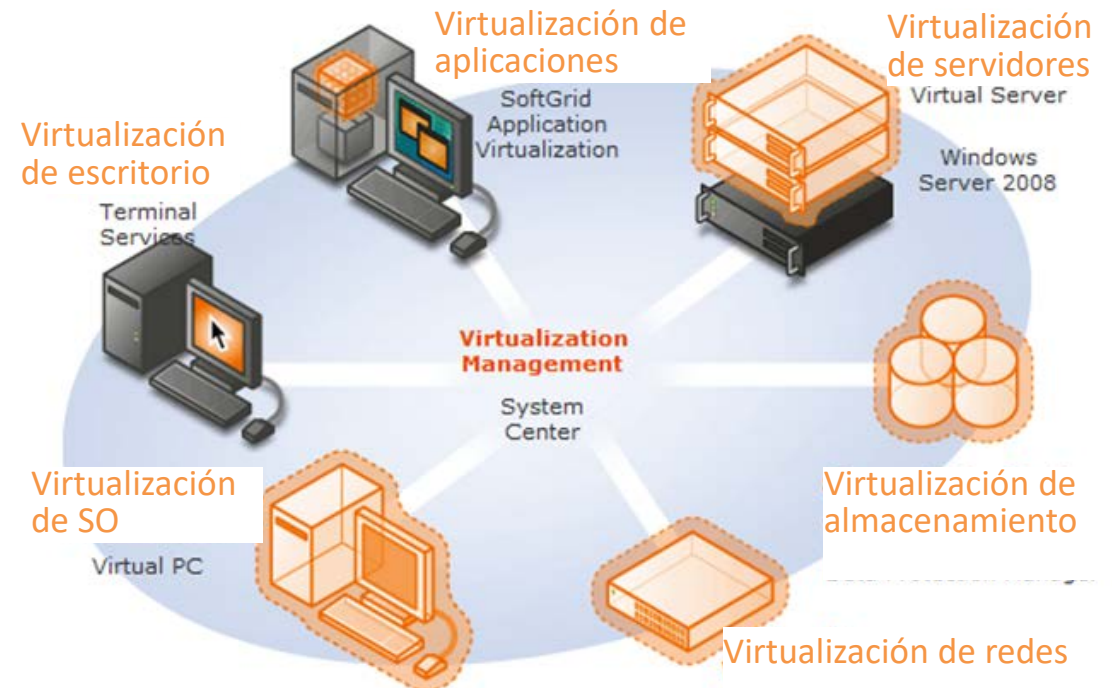 Virtualización de
aplicaciones
SoftGrid
Application
Virtualization
Virtualización
de servidores
Virtual Server
Windows
Server 2008
Virtualización
de escritorio
Terminal
Services
Virtualization
Management
System
Center
Virtualización
de SO
Virtual PC
Virtualización de
almacenamiento
Virtualización de redes